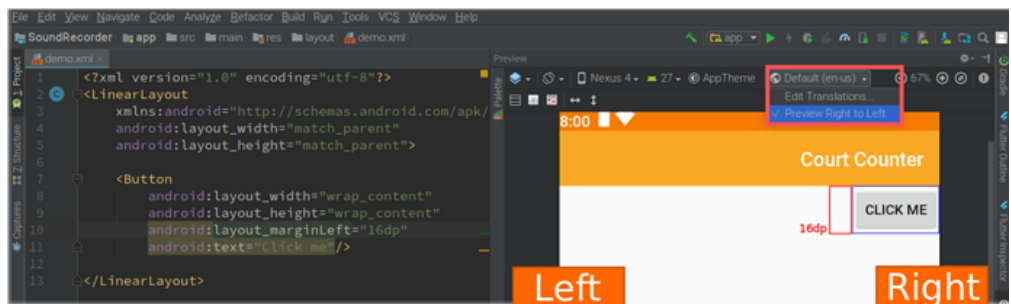 File Edit View Navigate Code Analyze Refactor Build Run Tools VCS Window Help
SoundRecorder app src main res layout demo.xml app
demo.xml Preview
Nexus 4 27 AppTheme Default (en-us) 67%
Edit Translations...
Preview Right to Left
1 <?xml version="1.0" encoding="utf-8"?>
2 <LinearLayout
3 xmlns:android="http://schemas.android.com/apk/
4 android:layout_width="match_parent"
5 android:layout_height="match_parent">
6
7 <Button
8 android:layout_width="wrap_content"
9 android:layout_height="wrap_content"
10 android:layout_marginLeft="16dp"
11 android:text="Click me"/>
12
13 </LinearLayout>
1: Project
Z: Structure
Captures
Palette
8:00
Court Counter
CLICK ME
16dp
Left Right
Gradle
Flutter Outline
Flutter Inspector